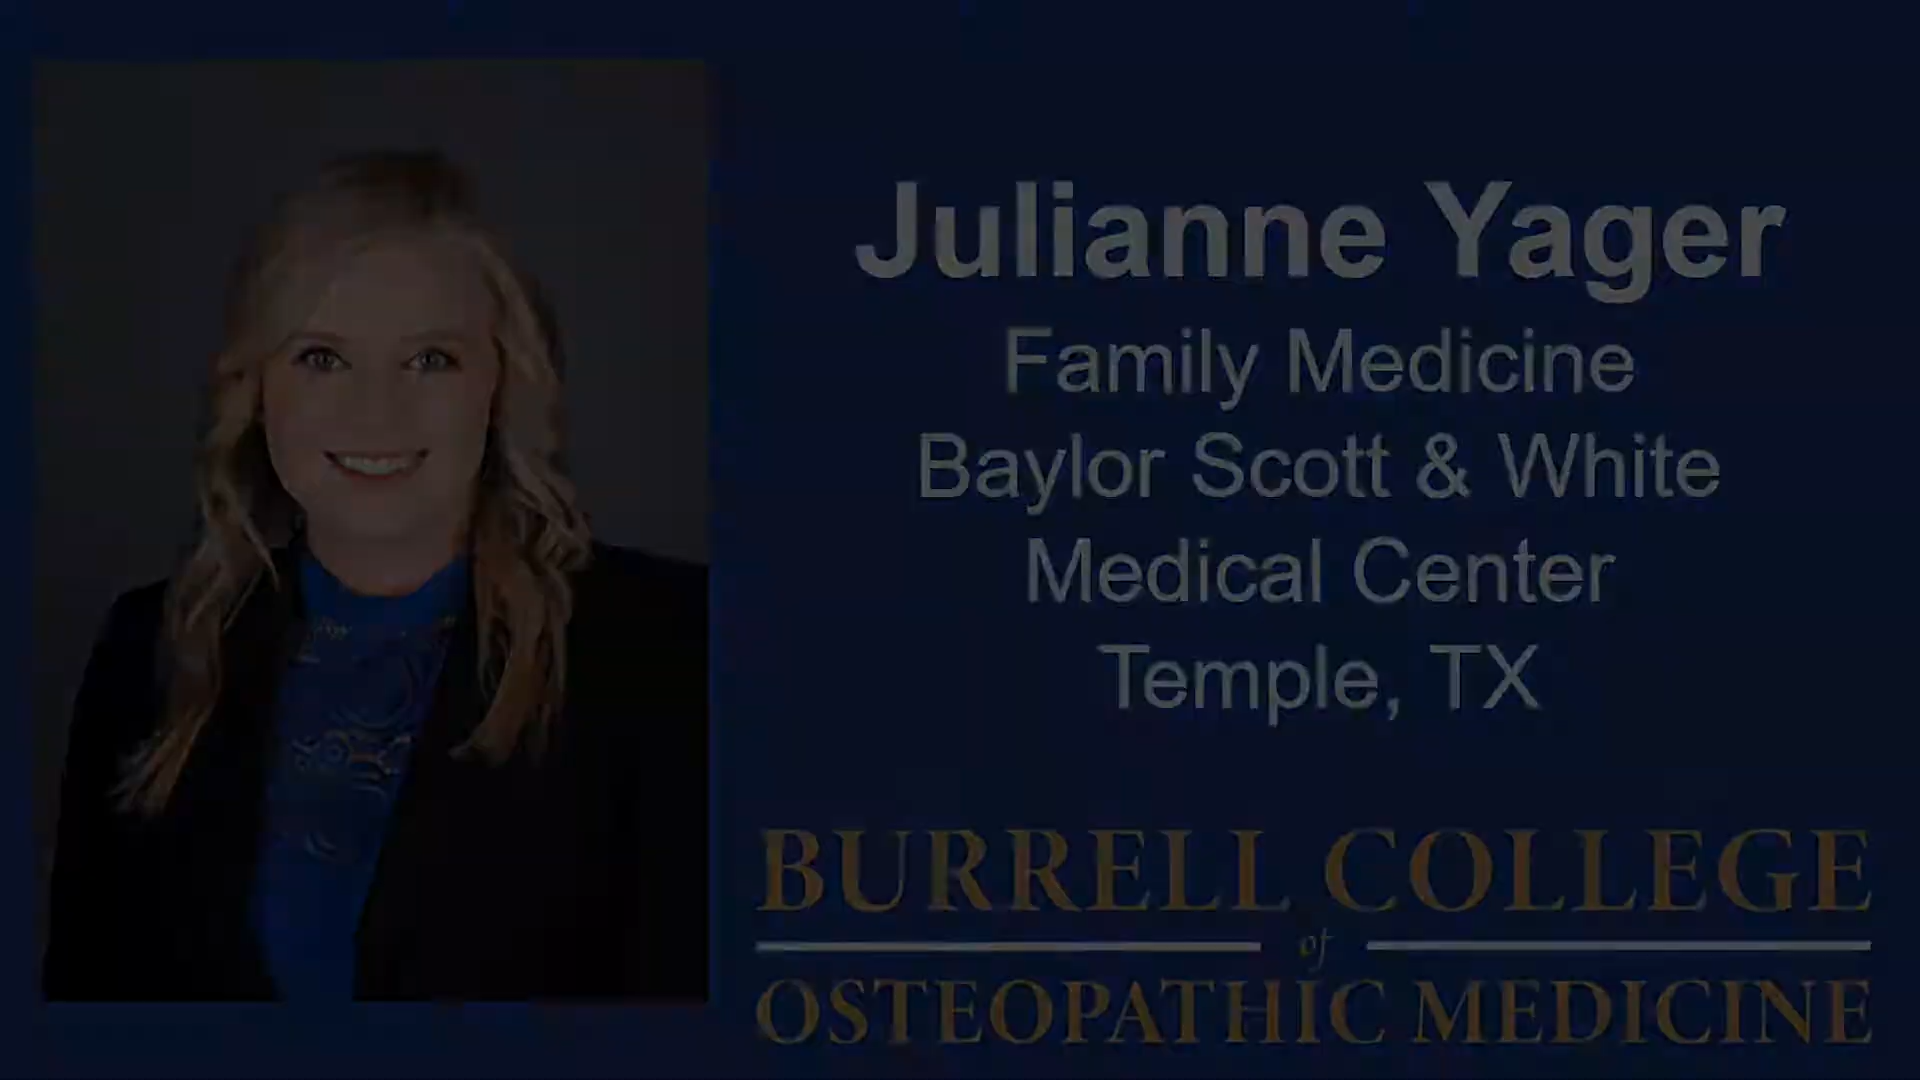 Julianne Yager
Family Medicine
Baylor Scott & White
Medical Center
Temple, TX
BURRELL COLLEGE
of
OSTEOPATHIC MEDICINE